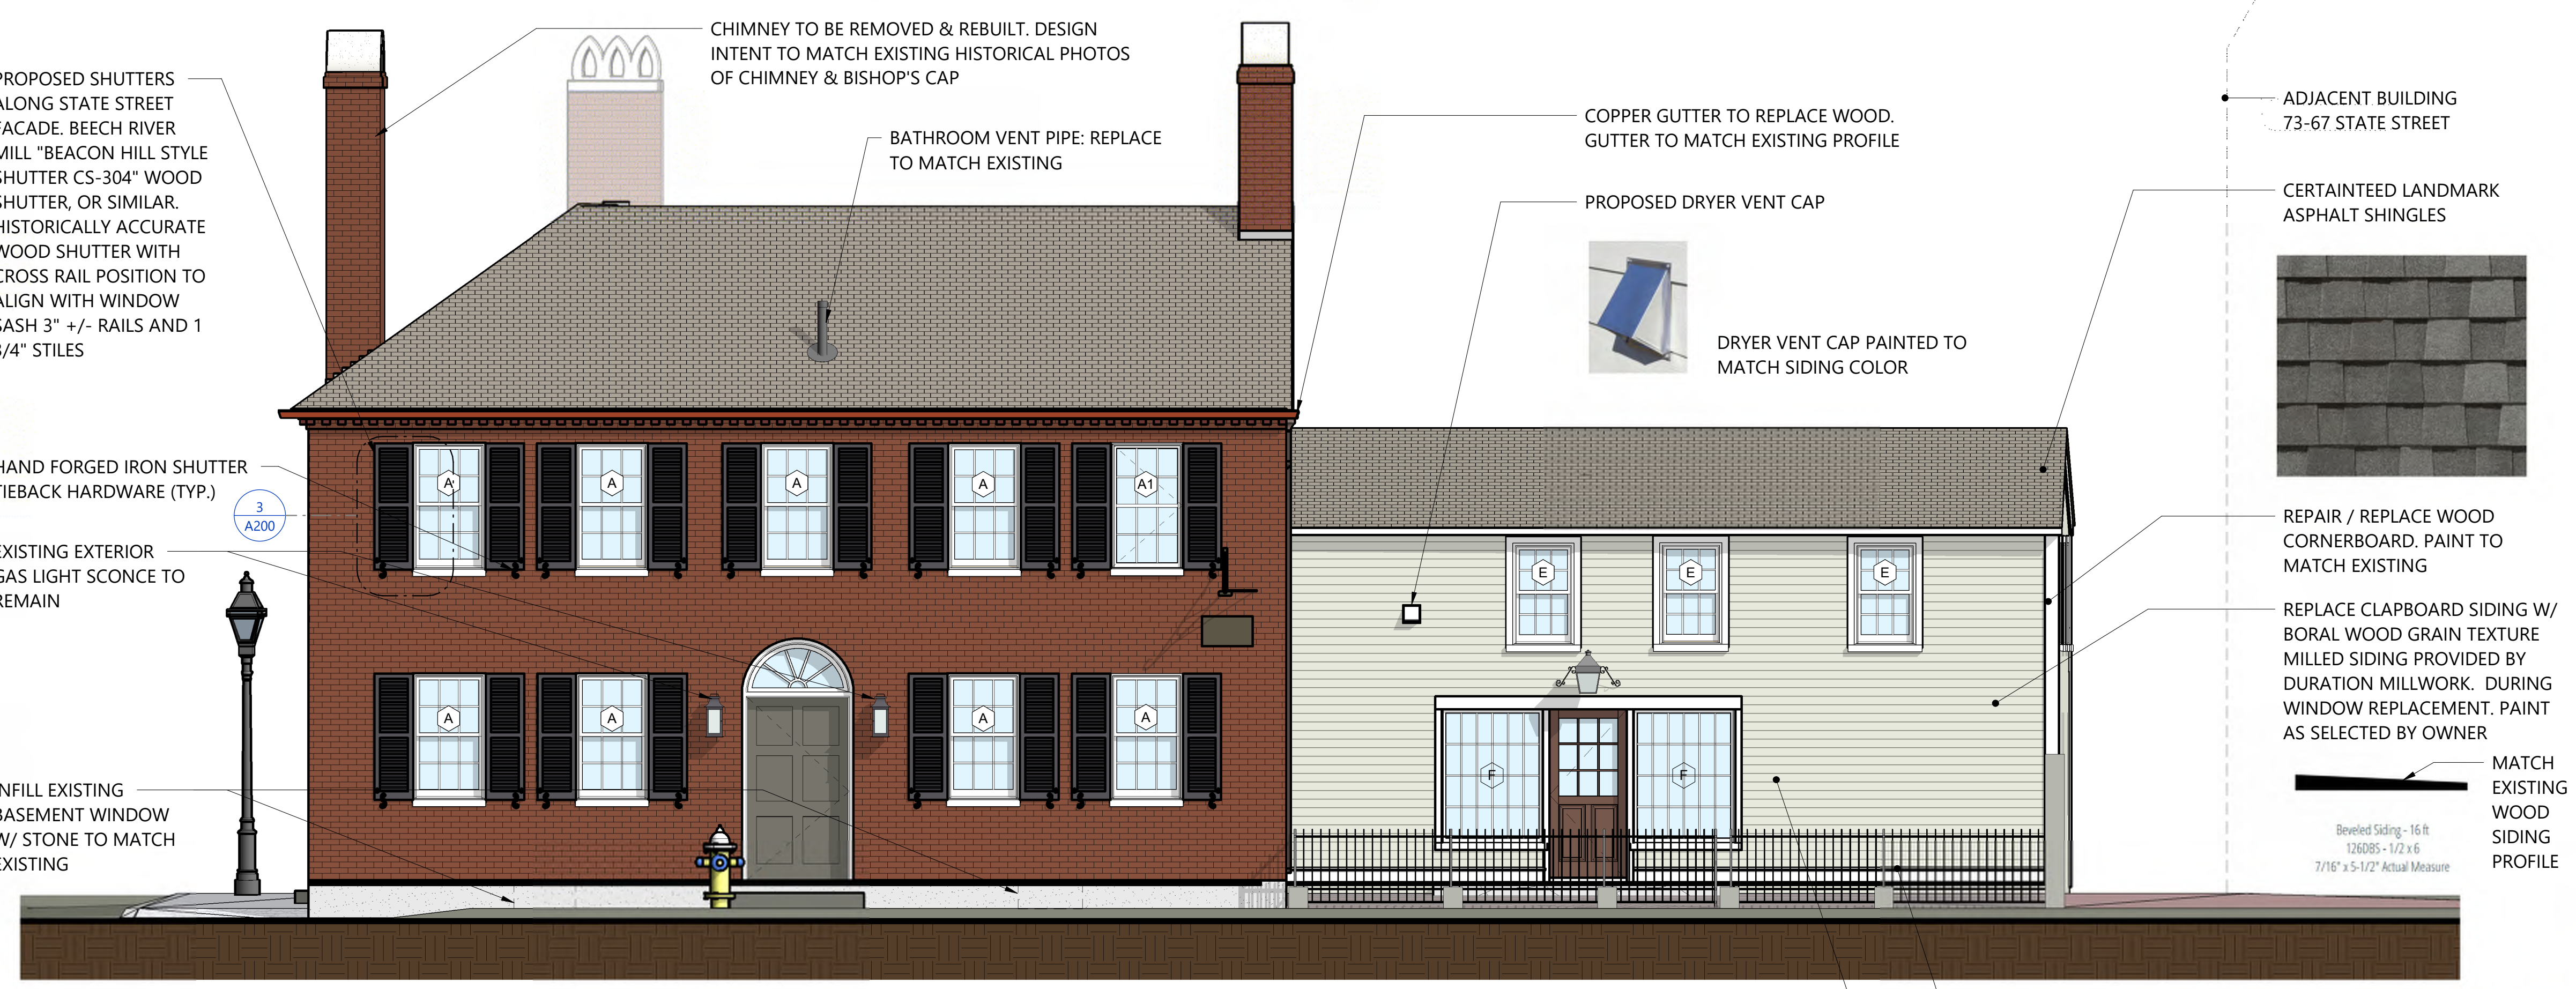 CHIMNEY TO BE REMOVED & REBUILT. DESIGN
INTENT TO MATCH EXISTING HISTORICAL PHOTOS
OF CHIMNEY & BISHOP'S CAP
PROPOSED SHUTTERS
ALONG STATE STREET
FACADE. BEECH RIVER
MILL "BEACON HILL STYLE
SHUTTER CS-304" WOOD
SHUTTER, OR SIMILAR.
HISTORICALLY ACCURATE
WOOD SHUTTER WITH
CROSS RAIL POSITION TO
ALIGN WITH WINDOW
SASH 3" +/- RAILS AND 1
3/4" STILES
BATHROOM VENT PIPE: REPLACE
TO MATCH EXISTING
COPPER GUTTER TO REPLACE WOOD.
GUTTER TO MATCH EXISTING PROFILE
PROPOSED DRYER VENT CAP
DRYER VENT CAP PAINTED TO
MATCH SIDING COLOR
ADJACENT BUILDING
73-67 STATE STREET
CERTAINTEED LANDMARK
ASPHALT SHINGLES
HAND FORGED IRON SHUTTER
TIEBACK HARDWARE (TYP.)
3
A200
EXISTING EXTERIOR
GAS LIGHT SCONCE TO
REMAIN
INFILL EXISTING
BASEMENT WINDOW
W/ STONE TO MATCH
EXISTING
A
A
A
A
A1
A
A
A
A
E
E
E
F
F
REPAIR / REPLACE WOOD
CORNERBOARD. PAINT TO
MATCH EXISTING
REPLACE CLAPBOARD SIDING W/
BORAL WOOD GRAIN TEXTURE
MILLED SIDING PROVIDED BY
DURATION MILLWORK. DURING
WINDOW REPLACEMENT. PAINT
AS SELECTED BY OWNER
MATCH
EXISTING
WOOD
SIDING
PROFILE
Beveled Siding - 16 ft
126DBS - 1/2 x 6
7/16" x 5-1/2" Actual Measure